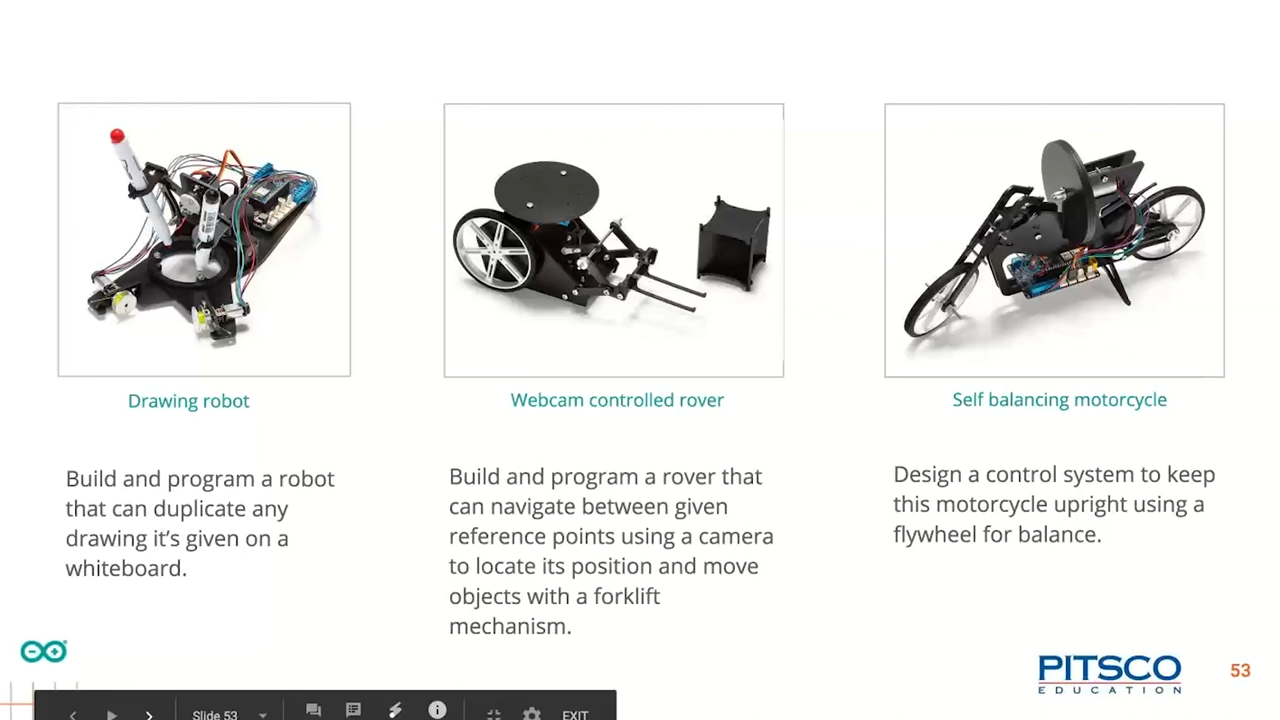 Drawing robot
Build and program a robot
that can duplicate any
drawing it's given on a
whiteboard.
Webcam controlled rover
Build and program a rover that
can navigate between given
reference points using a camera
to locate its position and move
objects with a forklift
mechanism.
Self balancing motorcycle
Design a control system to keep
this motorcycle upright using a
flywheel for balance.
PITSCO
EDUCATION
53
Slide 53
EXIT